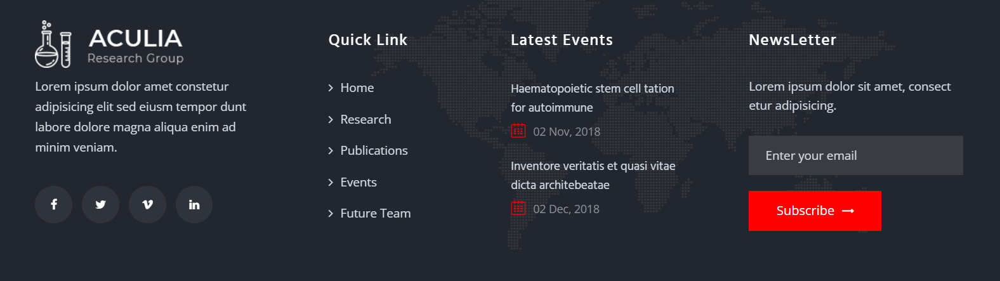 ACULIA
Research Group
Lorem ipsum dolor amet constetur
adipisicing elit sed eiusm tempor dunt
labore dolore magna aliqua enim ad
minim veniam.
Quick Link
Home
Research
Publications
Events
Future Team
Latest Events
Haematopoietic stem cell tation
for autoimmune
02 Nov, 2018
Inventore veritatis et quasi vitae
dicta architebeatae
02 Dec, 2018
NewsLetter
Lorem ipsum dolor sit amet, consect
etur adipisicing.
Enter your email
Subscribe